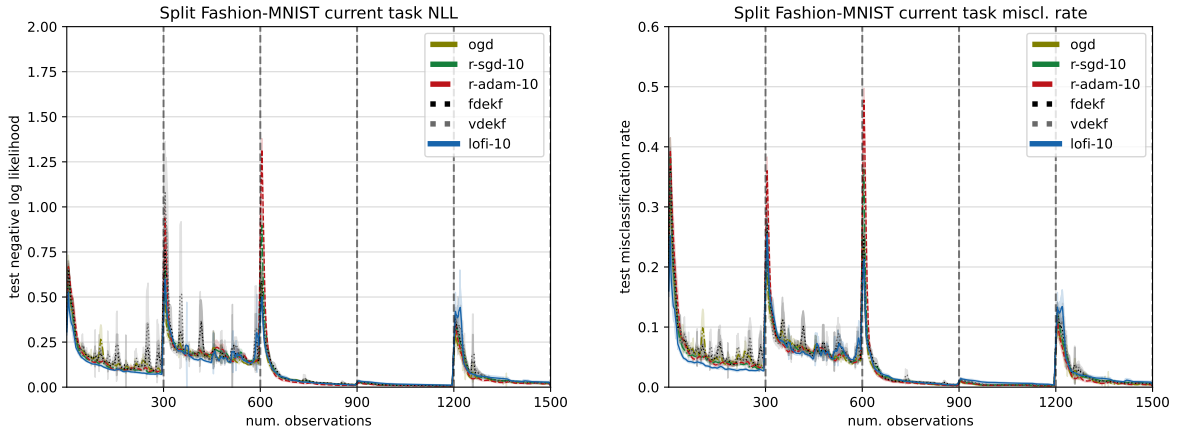 Split Fashion-MNIST current task NLL
test negative log likelihood
2.00
1.75
1.50
1.25
1.00
0.75
0.50
0.25
0.00
ogd
r-sgd-10
r-adam-10
fdekf
vdekf
lofi-10
300
600
900
1200
1500
num. observations
Split Fashion-MNIST current task miscl. rate
test misclassification rate
0.6
0.5
0.4
0.3
0.2
0.1
0.0
ogd
r-sgd-10
r-adam-10
fdekf
vdekf
lofi-10
300
600
900
1200
1500
num. observations